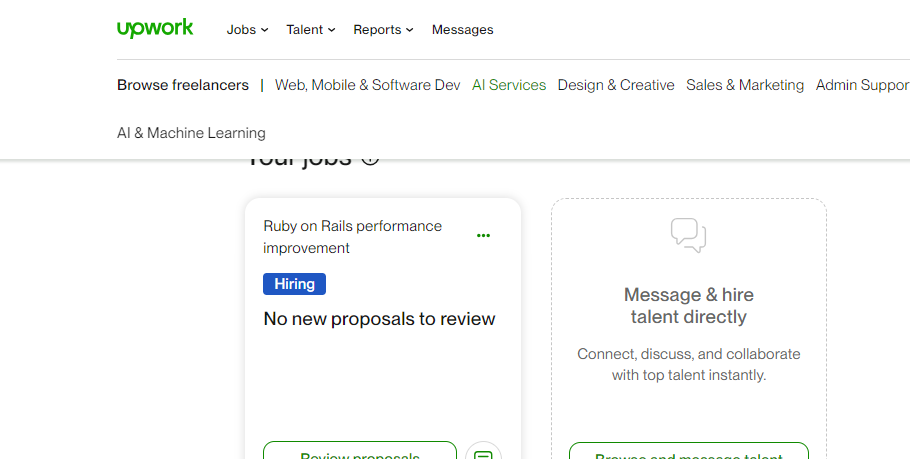 upwork
Jobs Talent Reports Messages
Browse freelancers | Web, Mobile & Software Dev AI Services Design & Creative Sales & Marketing Admin Suppor
AI & Machine Learning
Your jobs
Ruby on Rails performance
improvement
Hiring
No new proposals to review
Review proposals
Message & hire
talent directly
Connect, discuss, and collaborate
with top talent instantly.
Browse and message talent